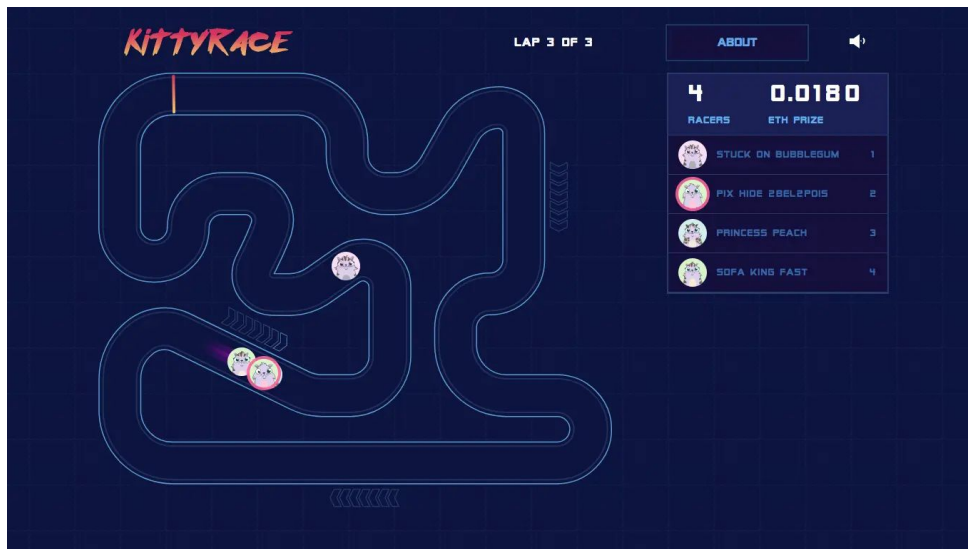 KITTYRACE
LAP 3 OF 3
ABOUT
4 0.0180
RACERS ETH PRIZE
STUCK ON BUBBLEGUM 1
PIX HIDE 2BEL2POIS 2
PRINCESS PEACH 3
SOFA KING FAST 4